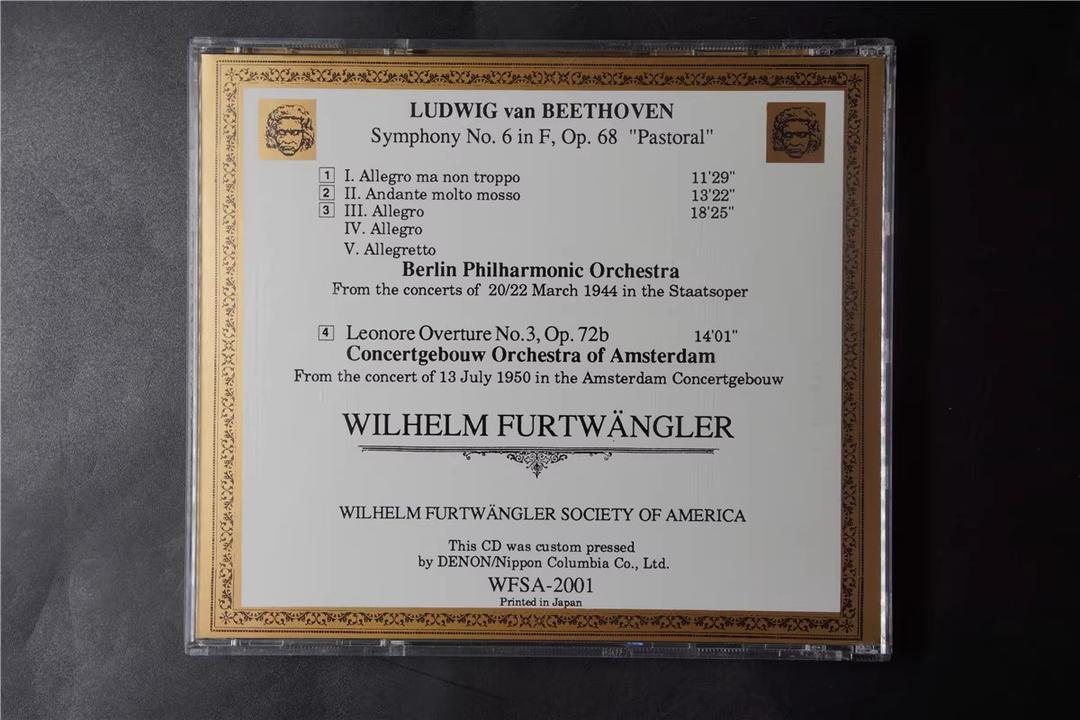 LUDWIG van BEETHOVEN
Symphony No. 6 in F, Op. 68 "Pastoral"
1 I. Allegro ma non troppo 11'29"
2 II. Andante molto mosso 13'22"
3 III. Allegro 18'25"
IV. Allegro
V. Allegretto
Berlin Philharmonic Orchestra
From the concerts of 20/22 March 1944 in the Staatsoper
4 Leonore Overture No.3, Op. 72b 14'01"
Concertgebouw Orchestra of Amsterdam
From the concert of 13 July 1950 in the Amsterdam Concertgebouw
WILHELM FURTWÄNGLER
WILHELM FURTWÄNGLER SOCIETY OF AMERICA
This CD was custom pressed
by DENON/Nippon Columbia Co., Ltd.
WFSA-2001
Printed in Japan